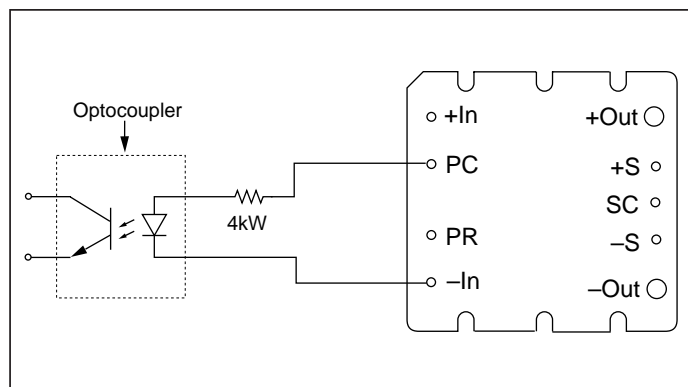 Optocoupler
4kW
+In
PC
PR
–In
+Out
+S
SC
–S
–Out